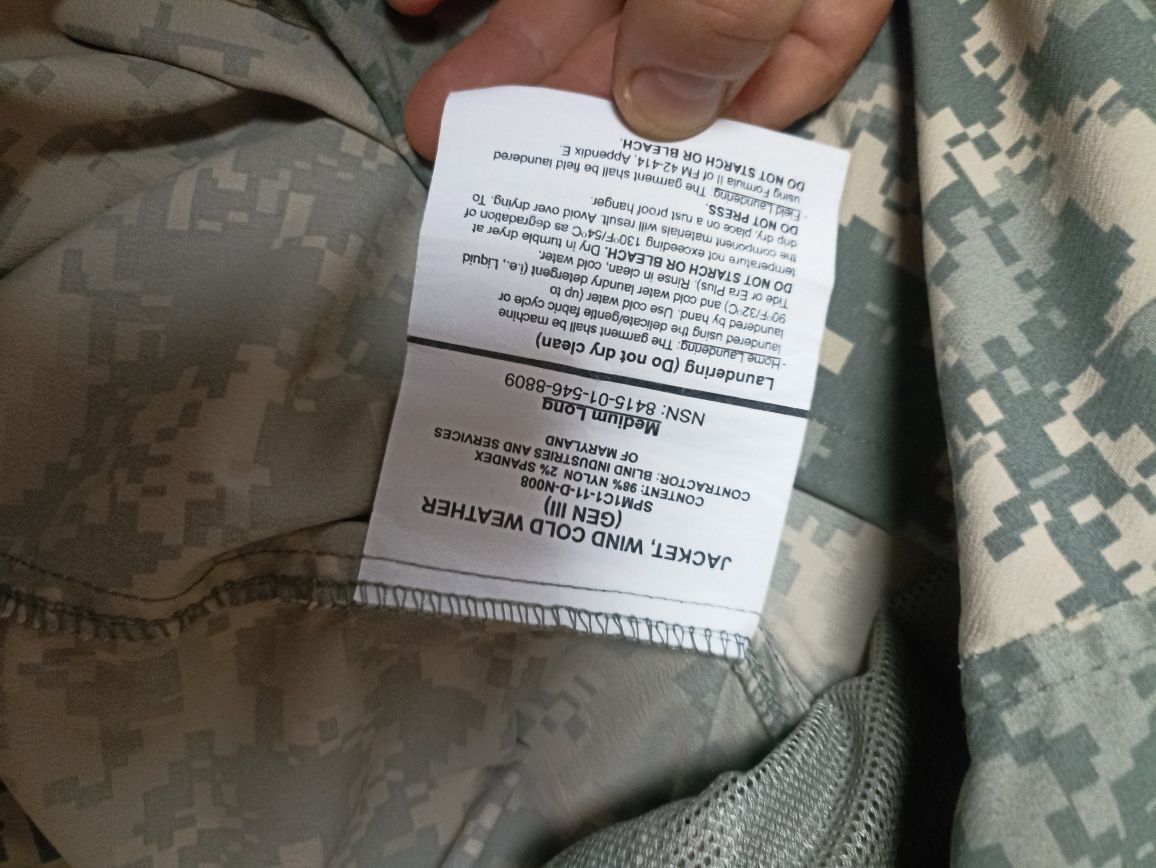 JACKET, WIND COLD WEATHER
(GEN III)
SPM1C1-11-D-N008
CONTENT: 98% NYLON 2% SPANDEX
CONTRACTOR: BLIND INDUSTRIES AND SERVICES
OF MARYLAND
Medium Long
NSN: 8415-01-546-8809
Laundering (Do not dry clean)
- Home Laundering: The garment shall be machine
laundered using the delicate/gentle fabric cycle or
laundered by hand. Use cold water (up to
90°F/32°C) and cold water laundry detergent (i.e., Liquid
Tide or Era Plus). Rinse in clean, cold water.
DO NOT STARCH OR BLEACH. Dry in tumble dryer at
temperature not exceeding 130°F/54°C as degradation of
the component materials will result. Avoid over drying. To
drip dry, place on a rust proof hanger.
DO NOT PRESS.
- Field Laundering: The garment shall be field laundered
using Formula II of FM 42-414, Appendix E.
DO NOT STARCH OR BLEACH.